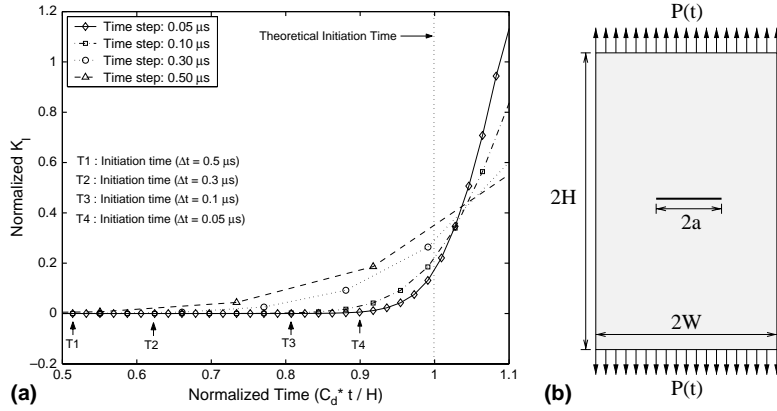 (a)
Normalized K_I
1.2
1
0.8
0.6
0.4
0.2
0
−0.2
Time step: 0.05 μs
Time step: 0.10 μs
Time step: 0.30 μs
Time step: 0.50 μs
Theoretical Initiation Time
T1 : Initiation time (Δt = 0.5 μs)
T2 : Initiation time (Δt = 0.3 μs)
T3 : Initiation time (Δt = 0.1 μs)
T4 : Initiation time (Δt = 0.05 μs)
T1 T2 T3 T4
0.5 0.6 0.7 0.8 0.9 1 1.1
Normalized Time (C_d* t / H)
(b)
P(t)
2H
2a
2W
P(t)